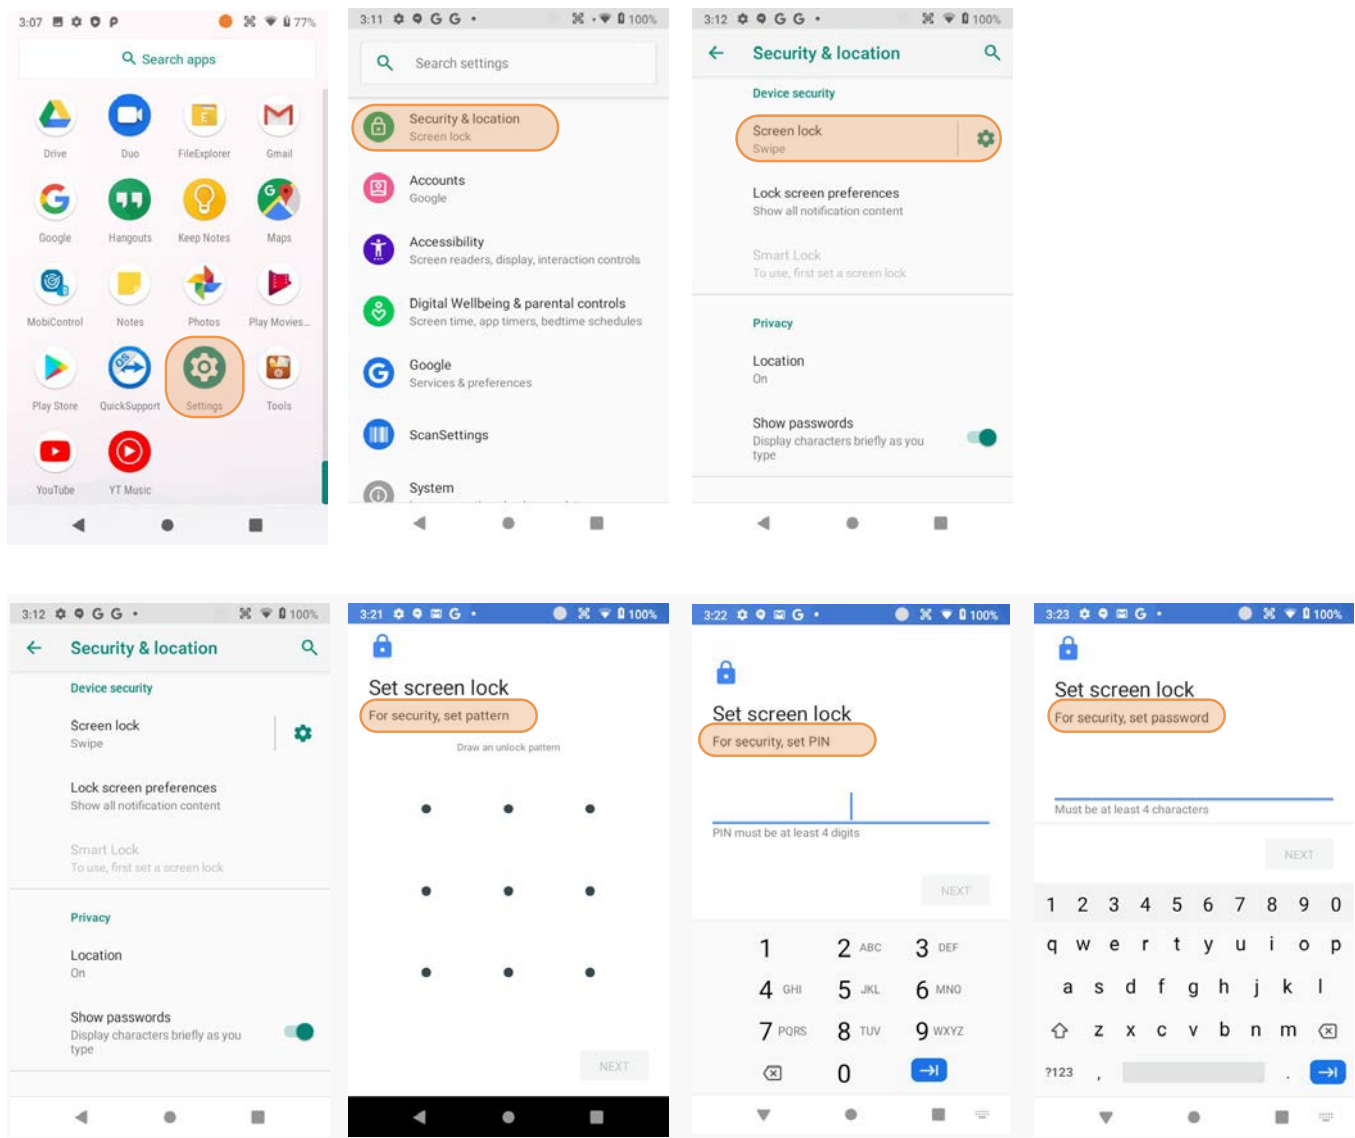 3:07 P 77%
Search apps
Drive Duo FileExplorer Gmail
Google Hangouts Keep Notes Maps
MobiControl Notes Photos Play Movies...
Play Store QuickSupport Settings Tools
YouTube YT Music
3:11 G G • 100%
Search settings
Security & location
Screen lock
Accounts
Google
Accessibility
Screen readers, display, interaction controls
Digital Wellbeing & parental controls
Screen time, app timers, bedtime schedules
Google
Services & preferences
ScanSettings
System
3:12 G G • 100%
Security & location
Device security
Screen lock
Swipe
Lock screen preferences
Show all notification content
Smart Lock
To use, first set a screen lock
Privacy
Location
On
Show passwords
Display characters briefly as you
type
3:12 G G • 100%
Security & location
Device security
Screen lock
Swipe
Lock screen preferences
Show all notification content
Smart Lock
To use, first set a screen lock
Privacy
Location
On
Show passwords
Display characters briefly as you
type
3:21 G • 100%
Set screen lock
For security, set pattern
Draw an unlock pattern
NEXT
3:22 G • 100%
Set screen lock
For security, set PIN
PIN must be at least 4 digits
NEXT
1 2 ABC 3 DEF
4 GHI 5 JKL 6 MNO
7 PQRS 8 TUV 9 WXYZ
0
3:23 G • 100%
Set screen lock
For security, set password
Must be at least 4 characters
NEXT
1 2 3 4 5 6 7 8 9 0
q w e r t y u i o p
a s d f g h j k l
z x c v b n m
?123 , .